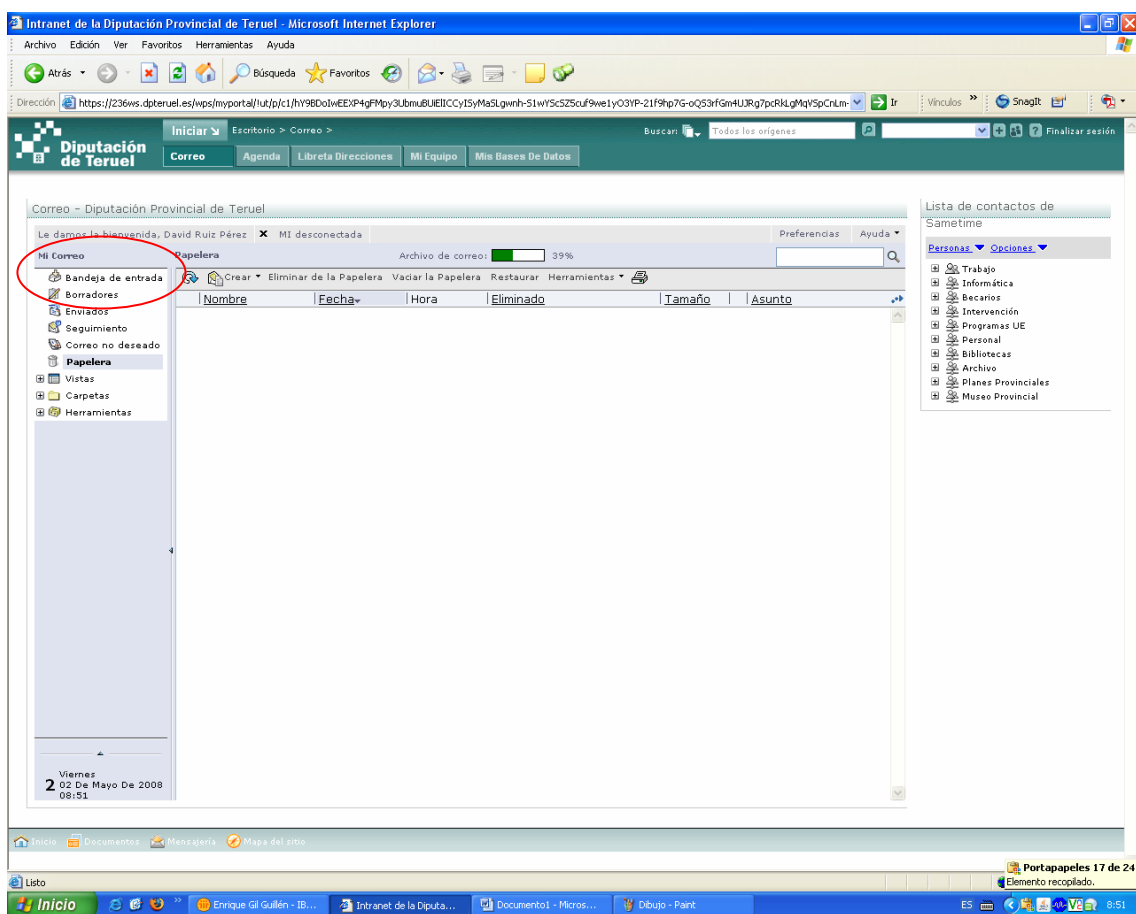 Intranet de la Diputación Provincial de Teruel - Microsoft Internet Explorer
Archivo Edición Ver Favoritos Herramientas Ayuda
Atrás Búsqueda Favoritos
Dirección Ir Vínculos » SnagIt
Diputación de Teruel
Iniciar Escritorio > Correo > Buscar: Todos los orígenes Finalizar sesión
Correo Agenda Libreta Direcciones Mi Equipo Mis Bases De Datos
Correo - Diputación Provincial de Teruel
Le damos la bienvenida, David Ruiz Pérez MI desconectada Preferencias Ayuda
Mi Correo Papelera Archivo de correo: 39%
Crear Eliminar de la Papelera Vaciar la Papelera Restaurar Herramientas
Nombre Fecha Hora Eliminado Tamaño Asunto
Bandeja de entrada
Borradores
Enviados
Seguimiento
Correo no deseado
Papelera
Vistas
Carpetas
Herramientas
Viernes
2 02 De Mayo De 2008
08:51
Lista de contactos de Sametime
Personas Opciones
Trabajo
Informática
Becarios
Intervención
Programas UE
Personal
Bibliotecas
Archivo
Planes Provinciales
Museo Provincial
Inicio Documentos Mensajería Mapa del sitio
Listo
Portapapeles 17 de 24
Elemento recopilado.
Inicio » Enrique Gil Guillén - IB... Intranet de la Diputa... Documento1 - Micros... Dibujo - Paint ES 8:51